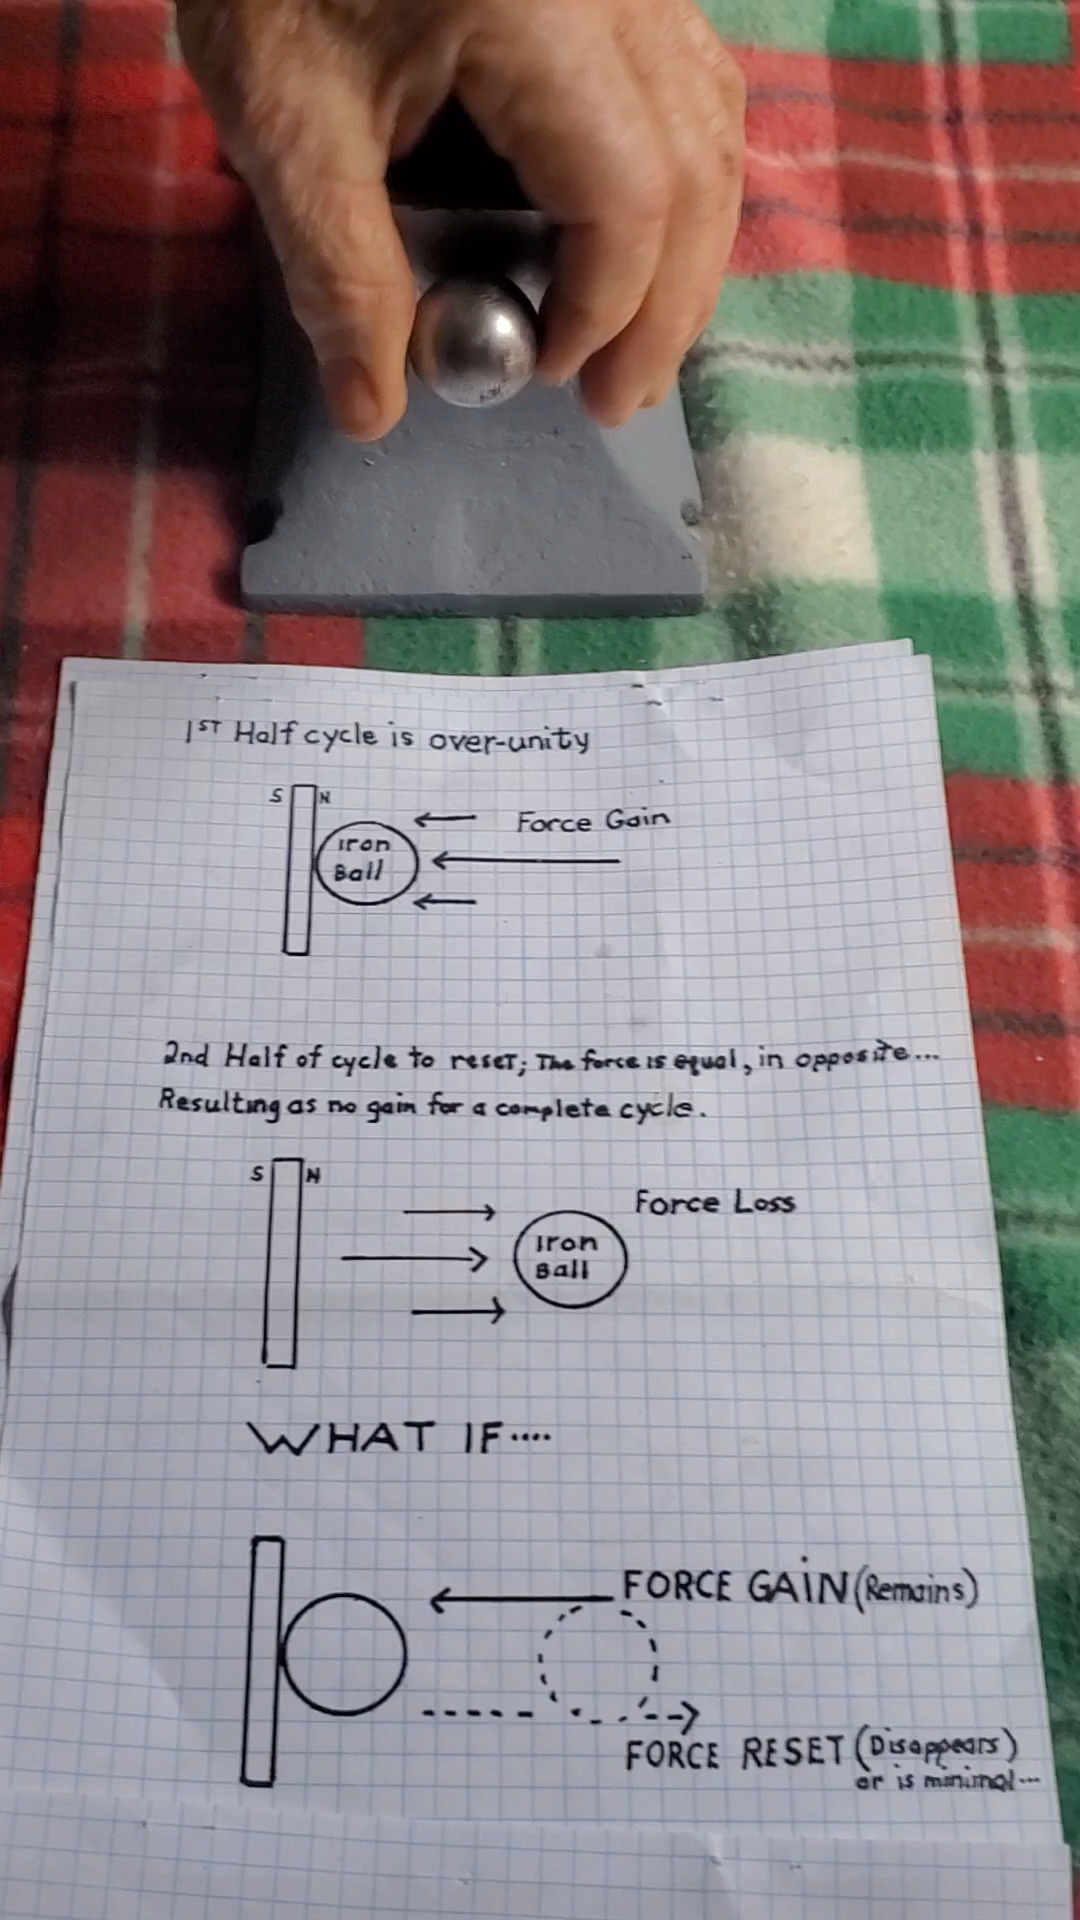 1ST Half cycle is over-unity
S N
Force Gain
Iron
Ball
2nd Half of cycle to reset; The force is equal, in opposite...
Resulting as no gain for a complete cycle.
S N
Force Loss
Iron
Ball
WHAT IF....
FORCE GAIN (Remains)
FORCE RESET (Disappears)
or is minimal...